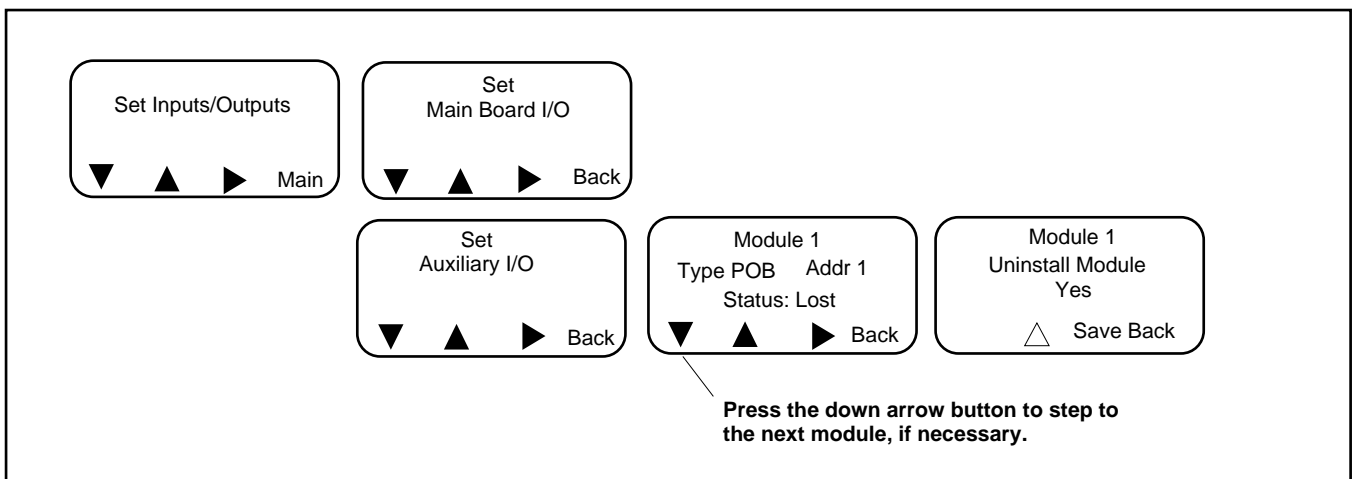 Set Inputs/Outputs
▼ ▲ ▶ Main
Set
Main Board I/O
▼ ▲ ▶ Back
Set
Auxiliary I/O
▼ ▲ ▶ Back
Module 1
Type POB Addr 1
Status: Lost
▼ ▲ ▶ Back
Module 1
Uninstall Module
Yes
△ Save Back
Press the down arrow button to step to
the next module, if necessary.